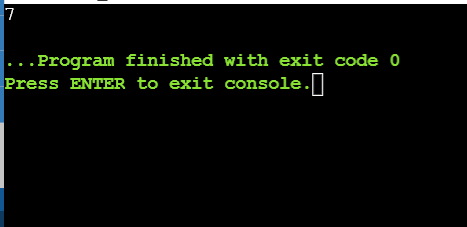 7
...Program finished with exit code 0
Press ENTER to exit console.